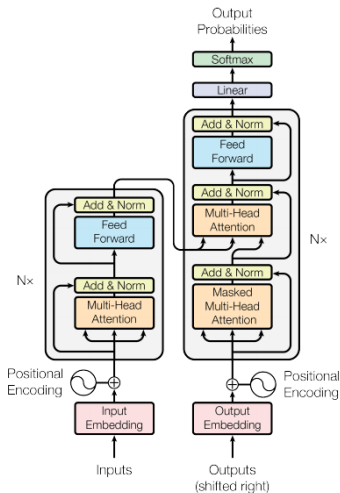 Output
Probabilities
Softmax
Linear
Add & Norm
Feed
Forward
Add & Norm
Multi-Head
Attention
Add & Norm
Masked
Multi-Head
Attention
N×
Add & Norm
Feed
Forward
Add & Norm
Multi-Head
Attention
N×
Positional
Encoding
Positional
Encoding
Input
Embedding
Output
Embedding
Inputs
Outputs
(shifted right)